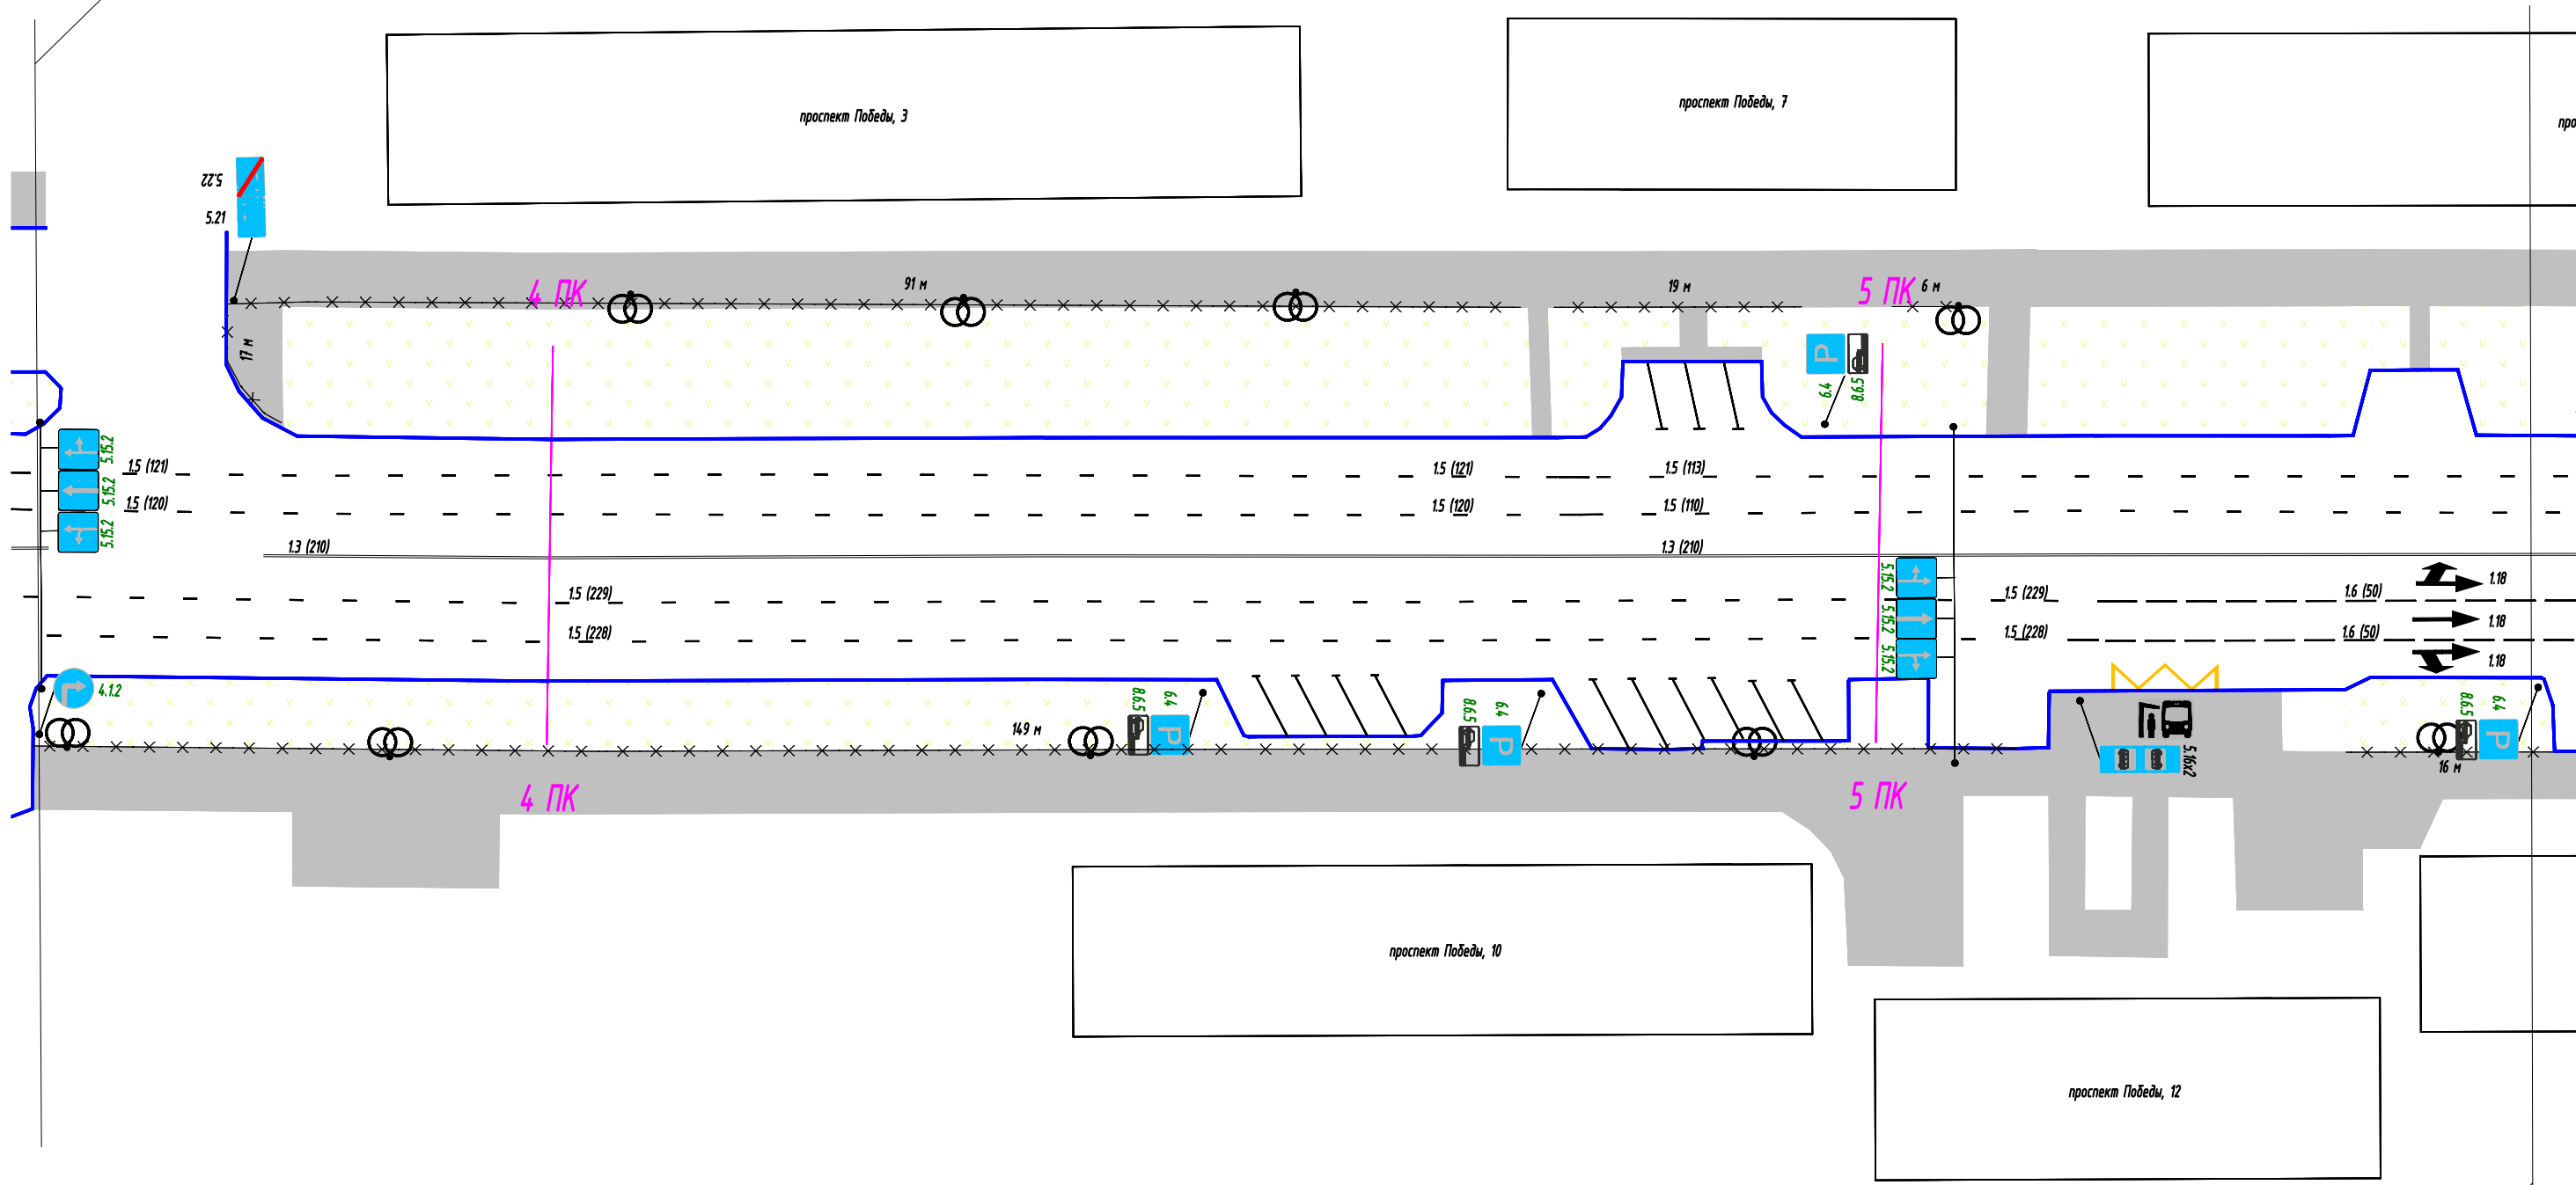 проспект Победы, 3
проспект Победы, 7
про
5.22
5.21
4 ПК
91 м
19 м
5 ПК
6 м
17 м
6.4
8.6.5
5.15.2
5.15.2
5.15.2
1.5 (121)
1.5 (120)
1.5 (121)
1.5 (113)
1.5 (120)
1.5 (110)
1.3 (210)
1.3 (210)
5.15.2
5.15.2
5.15.2
1.5 (229)
1.5 (228)
1.5 (229)
1.5 (228)
1.6 (50)
1.6 (50)
1.18
1.18
1.18
4.1.2
149 м
8.6.5
6.4
P
8.6.5
6.4
P
5.16x2
8.6.5
6.4
P
16 м
P
4 ПК
5 ПК
проспект Победы, 10
проспект Победы, 12